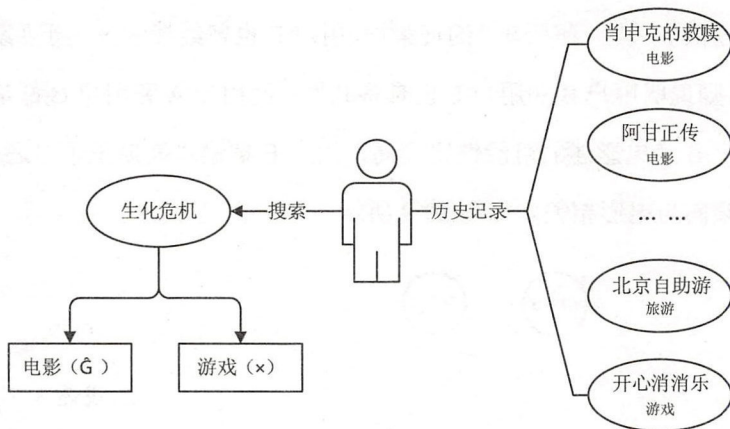 肖申克的救赎
电影
阿甘正传
电影
生化危机
搜索
历史记录
... ...
北京自助游
旅游
电影（Ĝ）
游戏（×）
开心消消乐
游戏